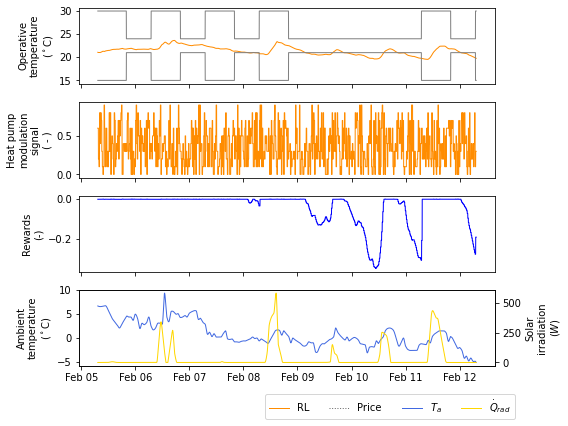 Operative
temperature
(°C)
30
25
20
15
Heat pump
modulation
signal
( - )
0.5
0.0
Rewards
(-)
0.0
−0.2
Ambient
temperature
(°C)
10
5
0
−5
500
250
0
Solar
irradiation
(W)
Feb 05 Feb 06 Feb 07 Feb 08 Feb 09 Feb 10 Feb 11 Feb 12
RL Price T_a Q̇_rad